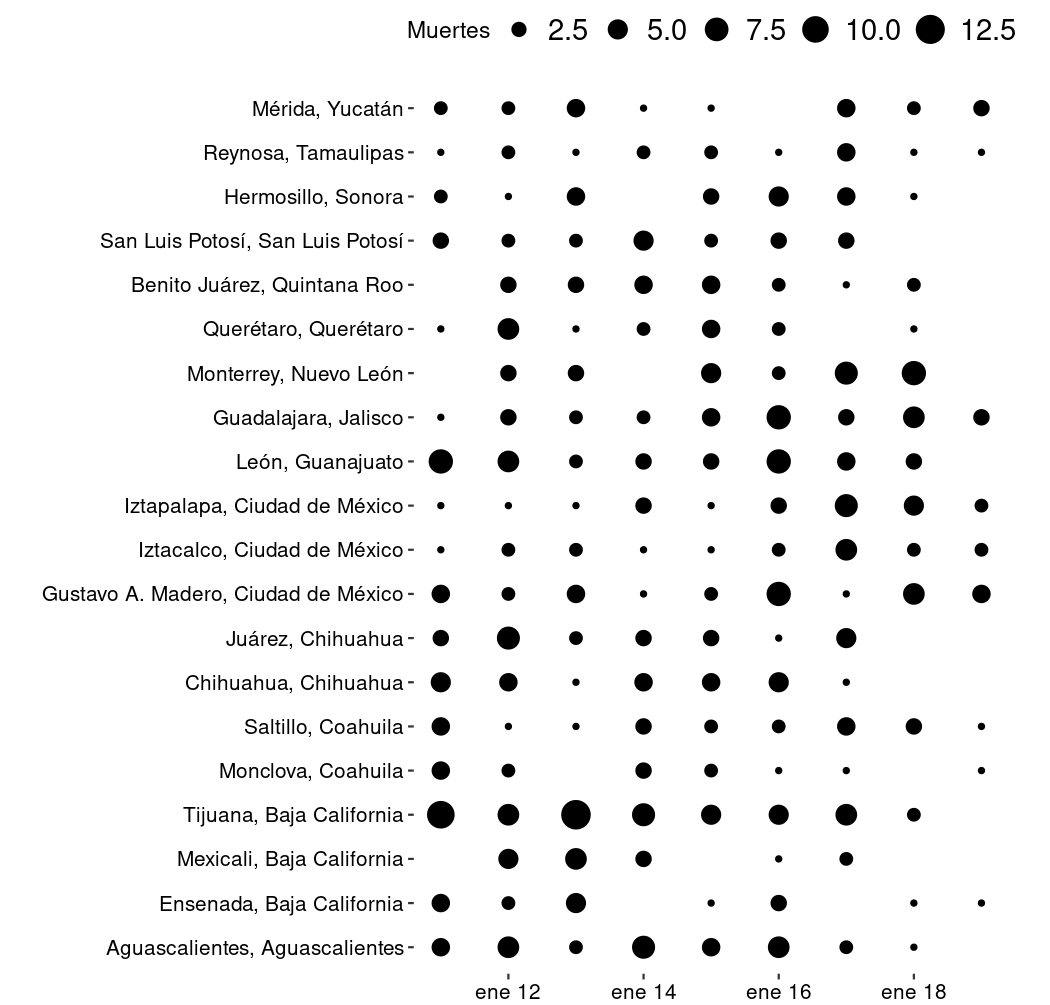 Muertes 2.5 5.0 7.5 10.0 12.5
Mérida, Yucatán
Reynosa, Tamaulipas
Hermosillo, Sonora
San Luis Potosí, San Luis Potosí
Benito Juárez, Quintana Roo
Querétaro, Querétaro
Monterrey, Nuevo León
Guadalajara, Jalisco
León, Guanajuato
Iztapalapa, Ciudad de México
Iztacalco, Ciudad de México
Gustavo A. Madero, Ciudad de México
Juárez, Chihuahua
Chihuahua, Chihuahua
Saltillo, Coahuila
Monclova, Coahuila
Tijuana, Baja California
Mexicali, Baja California
Ensenada, Baja California
Aguascalientes, Aguascalientes
ene 12 ene 14 ene 16 ene 18